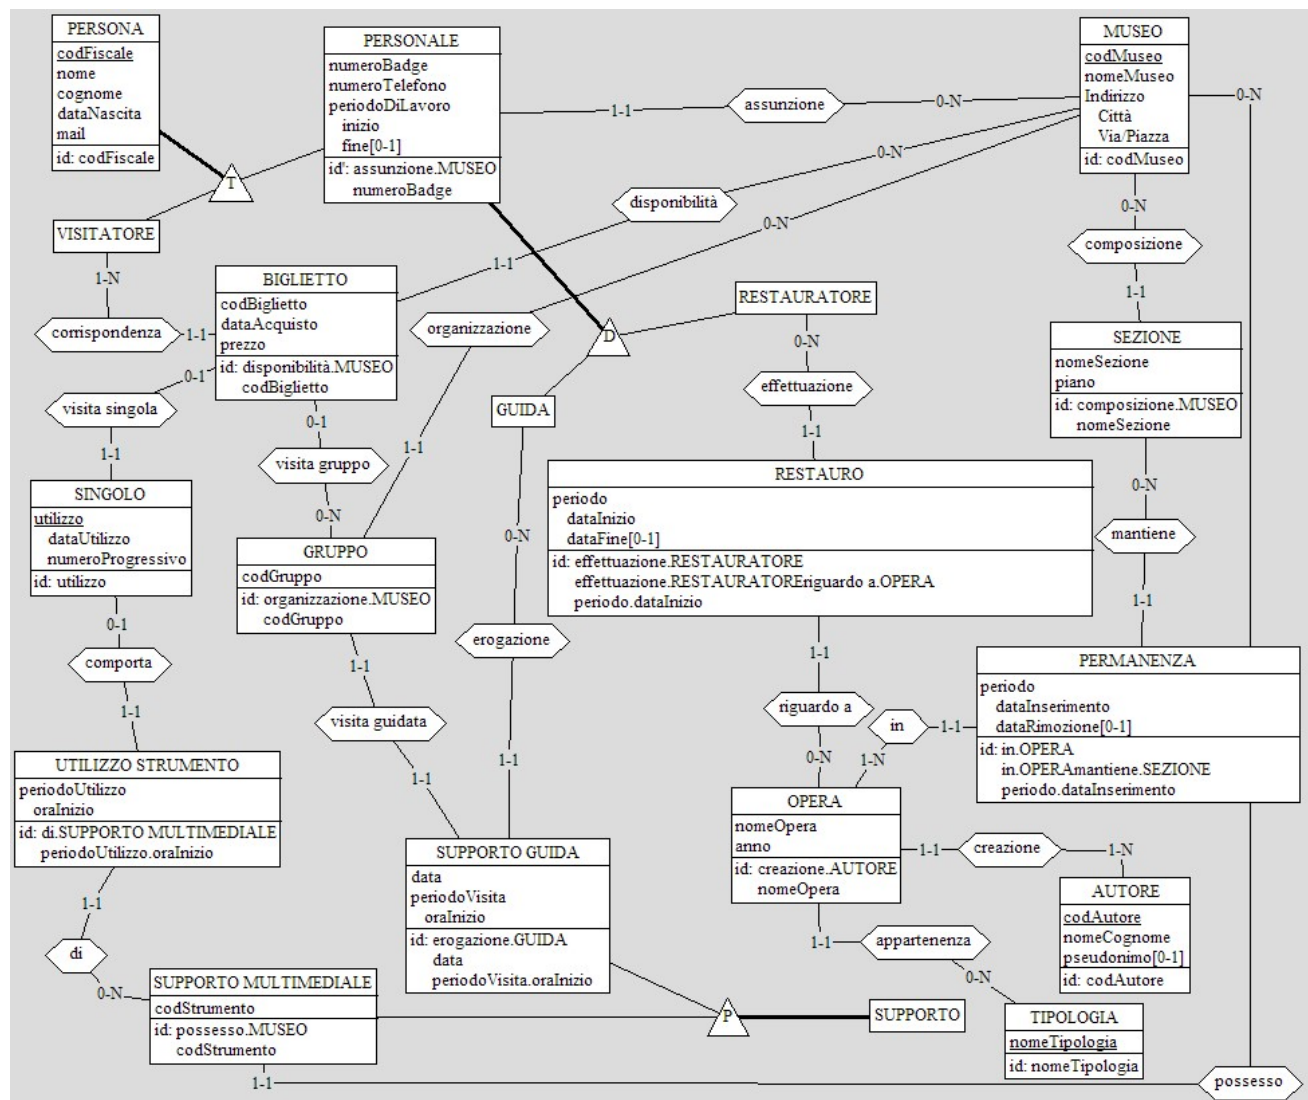 PERSONA
codFiscale
nome
cognome
dataNascita
mail
id: codFiscale
PERSONALE
numeroBadge
numeroTelefono
periodoDiLavoro
inizio
fine[0-1]
id': assunzione.MUSEO
numeroBadge
1-1
assunzione
0-N
MUSEO
codMuseo
nomeMuseo
Indirizzo
Città
Via/Piazza
id: codMuseo
0-N
T
VISITATORE
1-N
corrispondenza
1-1
0-N
disponibilità
1-1
0-N
organizzazione
1-1
0-N
composizione
1-1
BIGLIETTO
codBiglietto
dataAcquisto
prezzo
id: disponibilità.MUSEO
codBiglietto
0-1
visita singola
1-1
0-1
visita gruppo
0-N
D
RESTAURATORE
0-N
effettuazione
1-1
GUIDA
0-N
erogazione
1-1
SEZIONE
nomeSezione
piano
id: composizione.MUSEO
nomeSezione
0-N
mantiene
1-1
SINGOLO
utilizzo
dataUtilizzo
numeroProgressivo
id: utilizzo
0-1
comporta
1-1
GRUPPO
codGruppo
id: organizzazione.MUSEO
codGruppo
1-1
visita guidata
1-1
RESTAURO
periodo
dataInizio
dataFine[0-1]
id: effettuazione.RESTAURATORE
effettuazione.RESTAURATOREriguardo a.OPERA
periodo.dataInizio
1-1
riguardo a
0-N
in
1-1
1-N
PERMANENZA
periodo
dataInserimento
dataRimozione[0-1]
id: in.OPERA
in.OPERAmantiene.SEZIONE
periodo.dataInserimento
UTILIZZO STRUMENTO
periodoUtilizzo
oraInizio
id: di.SUPPORTO MULTIMEDIALE
periodoUtilizzo.oraInizio
1-1
di
0-N
SUPPORTO GUIDA
data
periodoVisita
oraInizio
id: erogazione.GUIDA
data
periodoVisita.oraInizio
OPERA
nomeOpera
anno
id: creazione.AUTORE
nomeOpera
1-1
creazione
1-N
AUTORE
codAutore
nomeCognome
pseudonimo[0-1]
id: codAutore
1-1
appartenenza
0-N
SUPPORTO MULTIMEDIALE
codStrumento
id: possesso.MUSEO
codStrumento
P
SUPPORTO
TIPOLOGIA
nomeTipologia
id: nomeTipologia
1-1
possesso